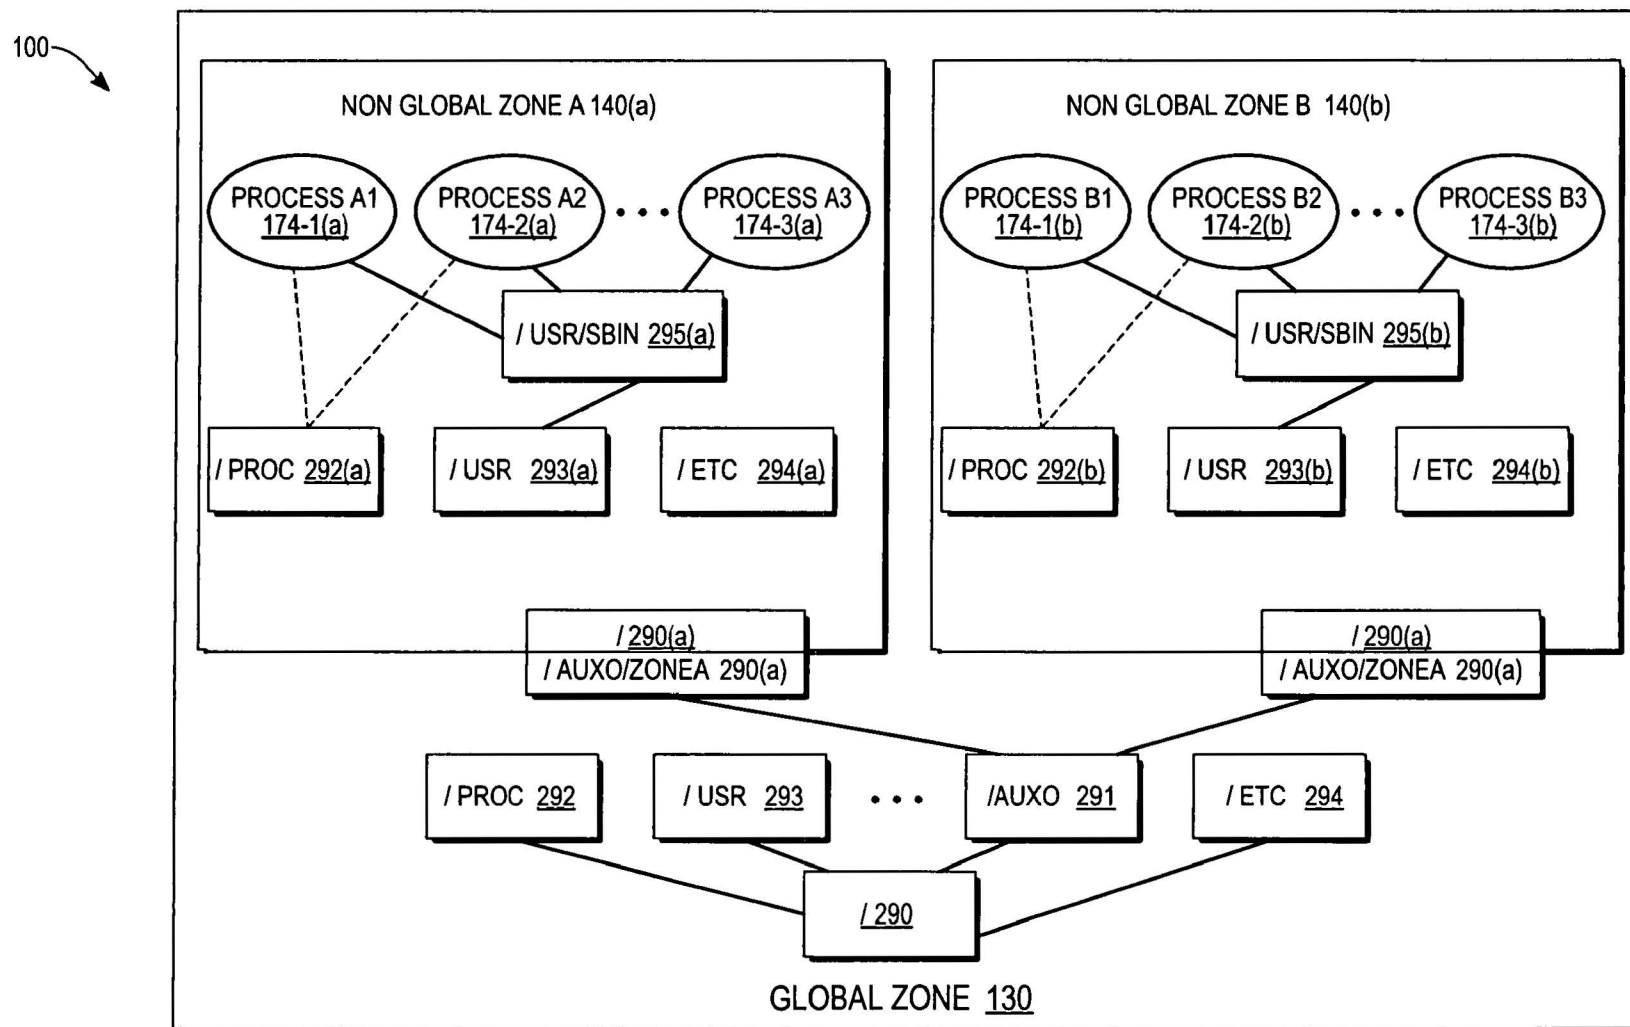 100
NON GLOBAL ZONE A 140(a)
PROCESS A1
174-1(a)
PROCESS A2
174-2(a)
• • •
PROCESS A3
174-3(a)
/ USR/SBIN 295(a)
/ PROC 292(a)
/ USR 293(a)
/ ETC 294(a)
/ 290(a)
/ AUXO/ZONEA 290(a)
NON GLOBAL ZONE B 140(b)
PROCESS B1
174-1(b)
PROCESS B2
174-2(b)
• • •
PROCESS B3
174-3(b)
/ USR/SBIN 295(b)
/ PROC 292(b)
/ USR 293(b)
/ ETC 294(b)
/ 290(a)
/ AUXO/ZONEA 290(a)
/ PROC 292
/ USR 293
• • •
/AUXO 291
/ ETC 294
/ 290
GLOBAL ZONE 130